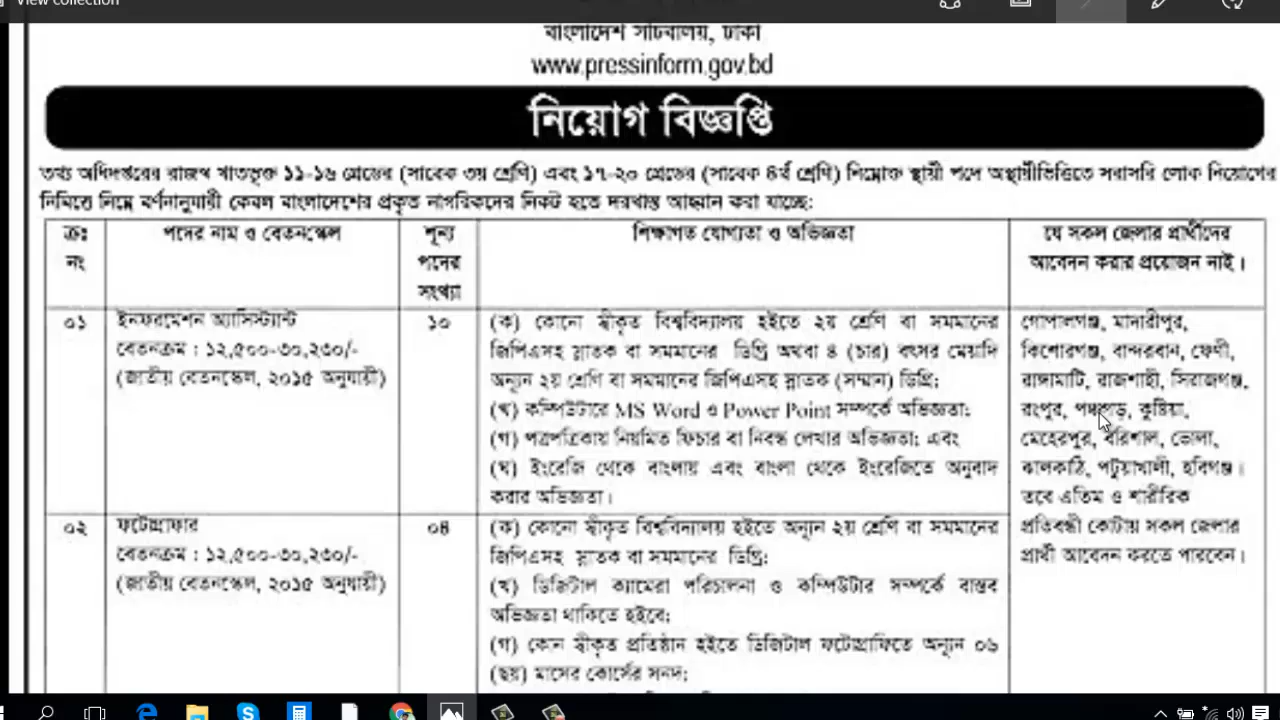 View collection
বাংলাদেশ সচিবালয়, ঢাকা
www.pressinform.gov.bd
নিয়োগ বিজ্ঞপ্তি
তথ্য অধিদপ্তরের রাজস্ব খাতভুক্ত ১১-১৬ গ্রেডের (সাবেক ৩য় শ্রেণি) এবং ১৭-২০ গ্রেডের (সাবেক ৪র্থ শ্রেণি) নিম্নোক্ত স্থায়ী পদে অস্থায়ীভিত্তিতে সরাসরি লোক নিয়োগের
নিমিত্তে নিম্নে বর্ণনানুযায়ী কেবল বাংলাদেশের প্রকৃত নাগরিকদের নিকট হতে দরখাস্ত আহ্বান করা যাচ্ছে:
ক্রঃ নং
পদের নাম ও বেতনস্কেল
শূন্য পদের সংখ্যা
শিক্ষাগত যোগ্যতা ও অভিজ্ঞতা
যে সকল জেলার প্রার্থীদের
আবেদন করার প্রয়োজন নাই।
০১
ইনফরমেশন অ্যাসিস্ট্যান্ট
বেতনক্রম : ১২,৫০০-৩০,২৩০/-
(জাতীয় বেতনস্কেল, ২০১৫ অনুযায়ী)
১০
(ক) কোনো স্বীকৃত বিশ্ববিদ্যালয় হইতে ২য় শ্রেণি বা সমমানের
জিপিএসহ স্নাতক বা সমমানের ডিগ্রি অথবা ৪ (চার) বৎসর মেয়াদি
অন্যূন ২য় শ্রেণি বা সমমানের জিপিএসহ স্নাতক (সম্মান) ডিগ্রি;
(খ) কম্পিউটারে MS Word ও Power Point সম্পর্কে অভিজ্ঞতা;
(গ) পত্রপত্রিকায় নিয়মিত ফিচার বা নিবন্ধ লেখার অভিজ্ঞতা; এবং
(ঘ) ইংরেজি থেকে বাংলায় এবং বাংলা থেকে ইংরেজিতে অনুবাদ
করার অভিজ্ঞতা।
গোপালগঞ্জ, মাদারীপুর,
কিশোরগঞ্জ, বান্দরবান, ফেণী,
রাঙ্গামাটি, রাজশাহী, সিরাজগঞ্জ,
রংপুর, পঞ্চগড়, কুষ্টিয়া,
মেহেরপুর, বরিশাল, ভোলা,
ঝালকাঠি, পটুয়াখালী, হবিগঞ্জ।
তবে এতিম ও শারীরিক
প্রতিবন্ধী কোটায় সকল জেলার
প্রার্থী আবেদন করতে পারবেন।
০২
ফটোগ্রাফার
বেতনক্রম : ১২,৫০০-৩০,২৩০/-
(জাতীয় বেতনস্কেল, ২০১৫ অনুযায়ী)
০৪
(ক) কোনো স্বীকৃত বিশ্ববিদ্যালয় হইতে অন্যূন ২য় শ্রেণি বা সমমানের
জিপিএসহ স্নাতক বা সমমানের ডিগ্রি;
(খ) ডিজিটাল ক্যামেরা পরিচালনা ও কম্পিউটার সম্পর্কে বাস্তব
অভিজ্ঞতা থাকিতে হইবে;
(গ) কোন স্বীকৃত প্রতিষ্ঠান হইতে ডিজিটাল ফটোগ্রাফিতে অন্যূন ০৬
(ছয়) মাসের কোর্সের সনদ;